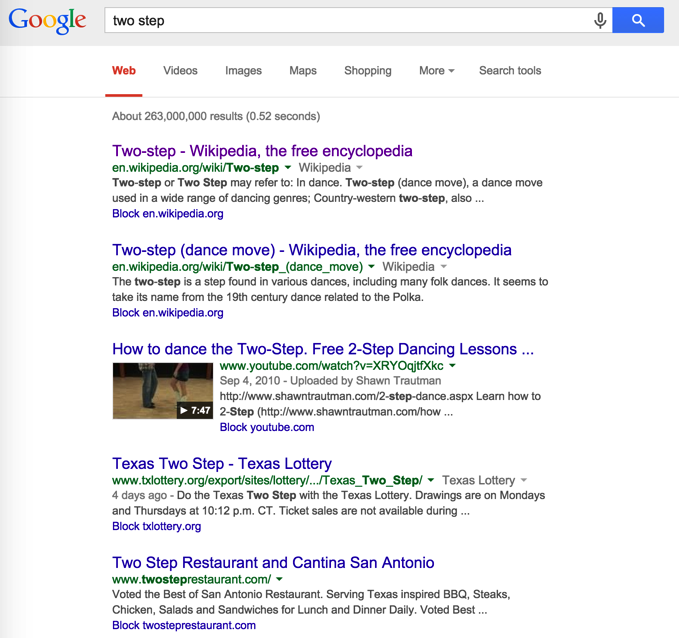 Google
two step
Web Videos Images Maps Shopping More Search tools
About 263,000,000 results (0.52 seconds)
Two-step - Wikipedia, the free encyclopedia
en.wikipedia.org/wiki/Two-step Wikipedia
Two-step or Two Step may refer to: In dance. Two-step (dance move), a dance move
used in a wide range of dancing genres; Country-western two-step, also ...
Block en.wikipedia.org
Two-step (dance move) - Wikipedia, the free encyclopedia
en.wikipedia.org/wiki/Two-step_(dance_move) Wikipedia
The two-step is a step found in various dances, including many folk dances. It seems to
take its name from the 19th century dance related to the Polka.
Block en.wikipedia.org
How to dance the Two-Step. Free 2-Step Dancing Lessons ...
www.youtube.com/watch?v=XRYOqjtfXkc
Sep 4, 2010 - Uploaded by Shawn Trautman
http://www.shawntrautman.com/2-step-dance.aspx Learn how to
2-Step (http://www.shawntrautman.com/how ...
7:47
Block youtube.com
Texas Two Step - Texas Lottery
www.txlottery.org/export/sites/lottery/.../Texas_Two_Step/ Texas Lottery
4 days ago - Do the Texas Two Step with the Texas Lottery. Drawings are on Mondays
and Thursdays at 10:12 p.m. CT. Ticket sales are not available during ...
Block txlottery.org
Two Step Restaurant and Cantina San Antonio
www.twosteprestaurant.com/
Voted the Best of San Antonio Restaurant. Serving Texas inspired BBQ, Steaks,
Chicken, Salads and Sandwiches for Lunch and Dinner Daily. Voted Best ...
Block twosteprestaurant.com